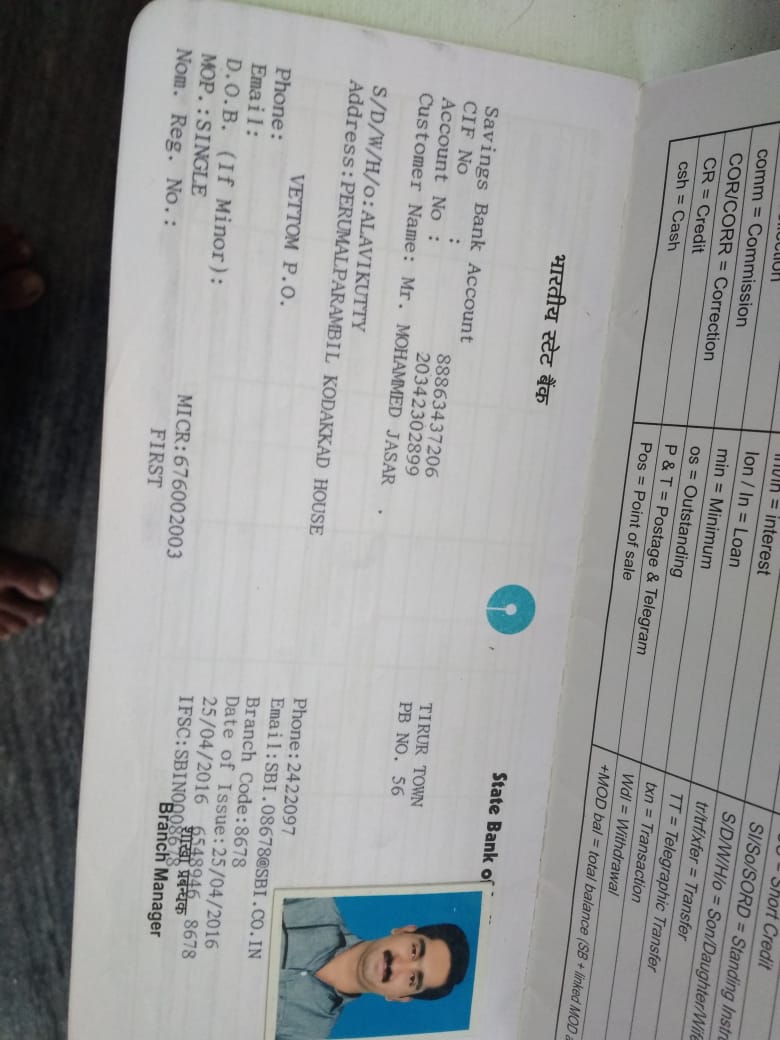 comm = Commission
COR/CORR = Correction
CR = Credit
csh = Cash
Interest
lon / ln = Loan
min = Minimum
os = Outstanding
P & T = Postage & Telegram
Pos = Point of sale
Short Credit
SI/So/SORD = Standing Instr
S/D/W/H/o = Son/Daughter/Wife
tr/trf/xfer = Transfer
TT = Telegraphic Transfer
txn = Transaction
Wdl = Withdrawal
+MOD bal = total balance (SB + linked MOD a
भारतीय स्टेट बैंक
State Bank of
Savings Bank Account
CIF No : 88863437206
Account No : 20342302899
Customer Name: Mr. MOHAMMED JASAR .
S/D/W/H/o:ALAVIKUTTY
Address:PERUMALPARAMBIL KODAKKAD HOUSE
VETTOM P.O.
Phone:
Email:
D.O.B. (If Minor):
MOP.:SINGLE
Nom. Reg. No.:
MICR:676002003
FIRST
TIRUR TOWN
PB NO. 56
Phone:2422097
Email:SBI.08678@SBI.CO.IN
Branch Code:8678
Date of Issue:25/04/2016
25/04/2016 6548946 8678
IFSC:SBIN0008678
शाखा प्रबन्धक
Branch Manager